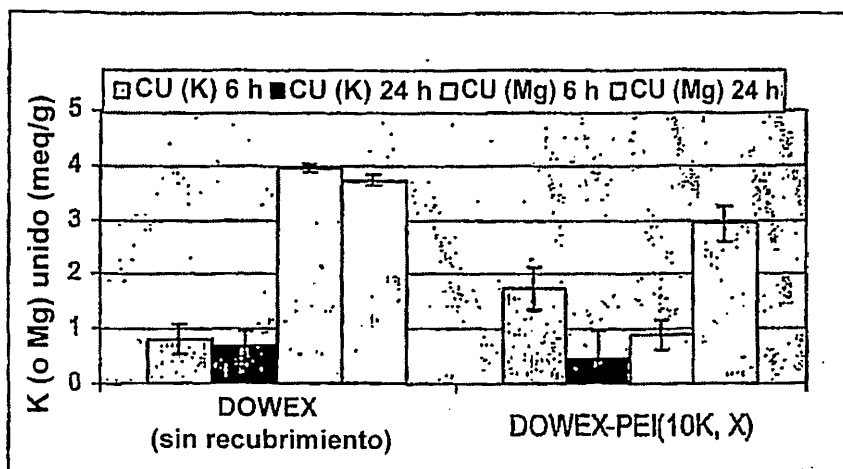 CU (K) 6 h CU (K) 24 h CU (Mg) 6 h CU (Mg) 24 h
K (o Mg) unido (meq/g)
5
4
3
2
1
0
DOWEX
(sin recubrimiento)
DOWEX-PEI(10K, X)